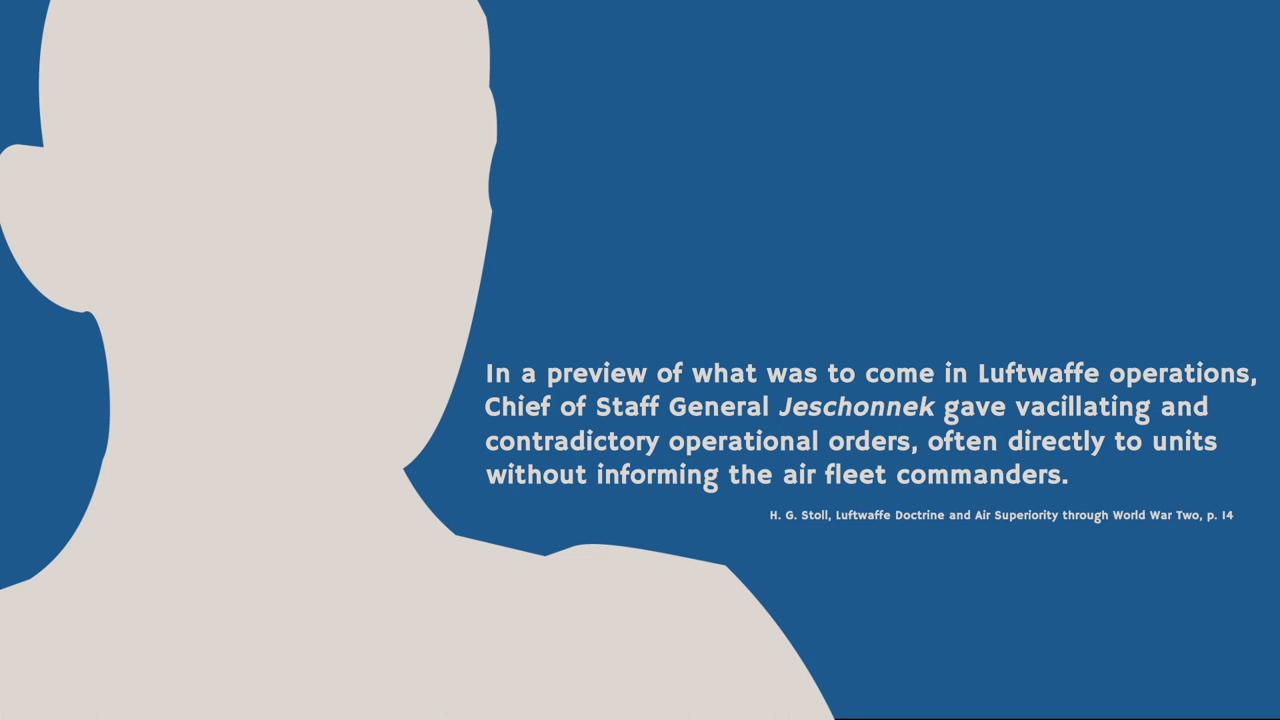 In a preview of what was to come in Luftwaffe operations,
Chief of Staff General Jeschonnek gave vacillating and
contradictory operational orders, often directly to units
without informing the air fleet commanders.
H. G. Stoll, Luftwaffe Doctrine and Air Superiority through World War Two, p. 14